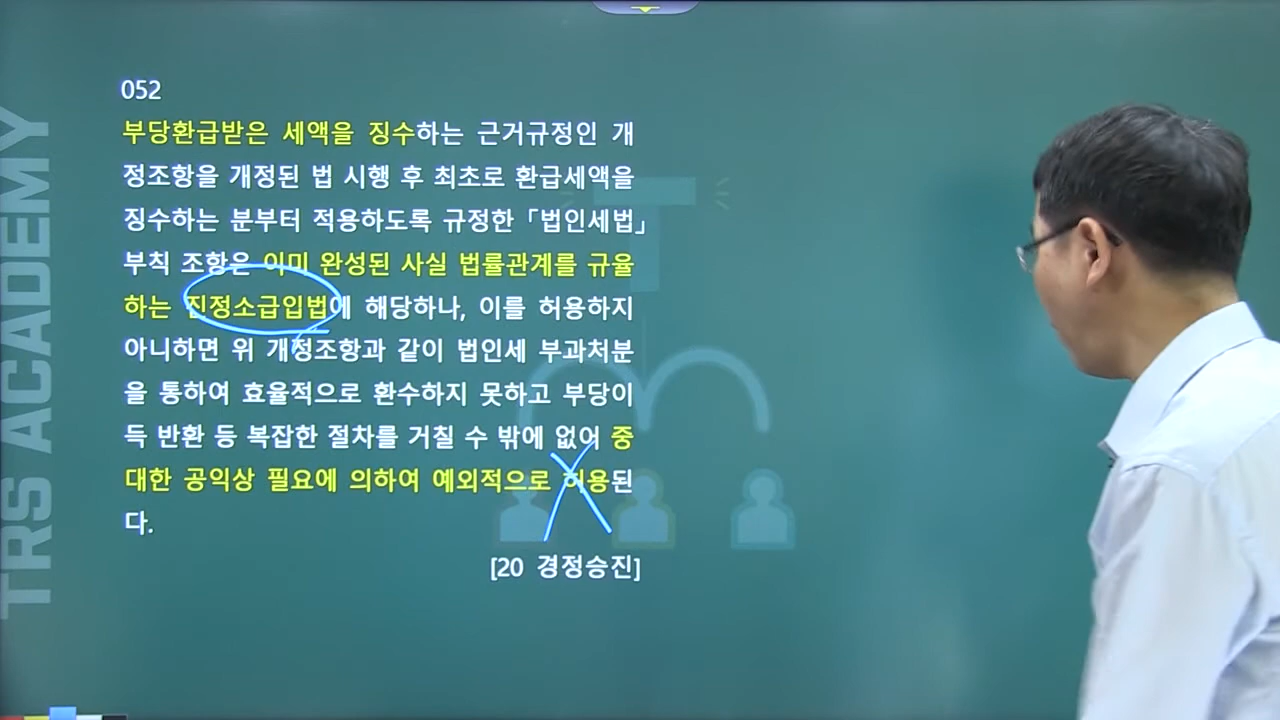 TRS ACADEMY
052
부당환급받은 세액을 징수하는 근거규정인 개
정조항을 개정된 법 시행 후 최초로 환급세액을
징수하는 분부터 적용하도록 규정한 「법인세법」
부칙 조항은 이미 완성된 사실 법률관계를 규율
하는 진정소급입법에 해당하나, 이를 허용하지
아니하면 위 개정조항과 같이 법인세 부과처분
을 통하여 효율적으로 환수하지 못하고 부당이
득 반환 등 복잡한 절차를 거칠 수 밖에 없어 중
대한 공익상 필요에 의하여 예외적으로 허용된
다.
[20 경정승진]